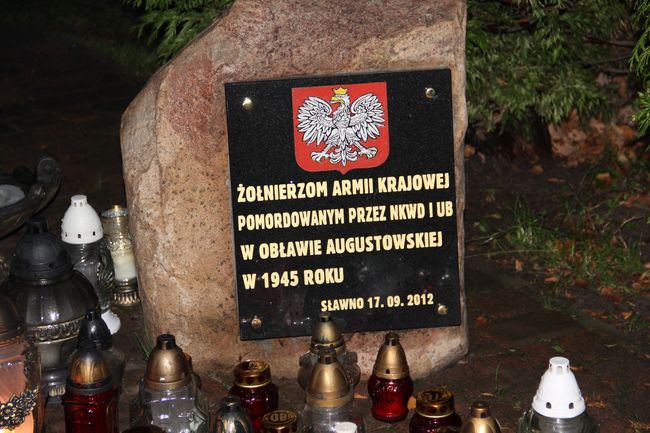 ŻOŁNIERZOM ARMII KRAJOWEJ
POMORDOWANYM PRZEZ NKWD I UB
W OBŁAWIE AUGUSTOWSKIEJ
W 1945 ROKU
SŁAWNO 17. 09. 2012